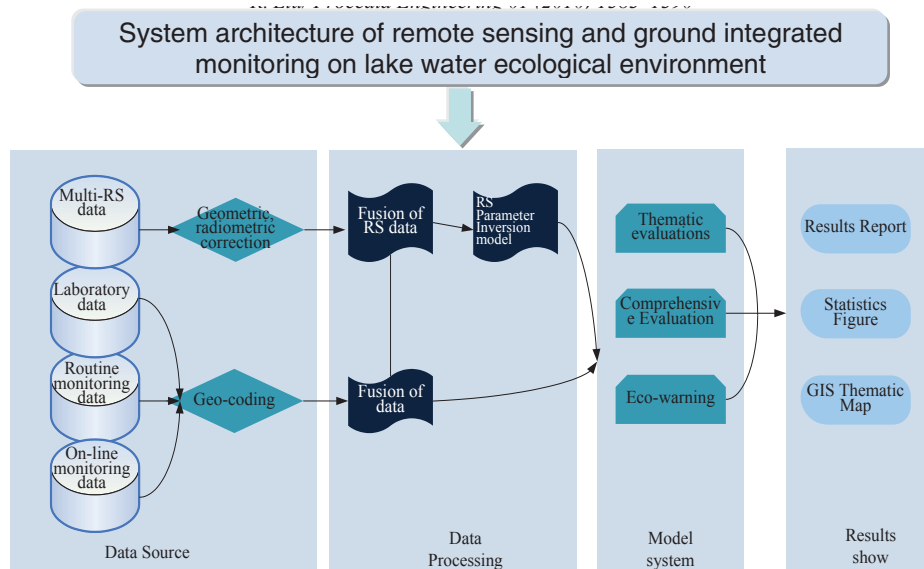 System architecture of remote sensing and ground integrated
monitoring on lake water ecological environment
Multi-RS
data
Geometric,
radiometric
correction
Fusion of
RS data
RS
Parameter
Inversion
model
Thematic
evaluations
Results Report
Laboratory
data
Comprehensiv
e Evaluation
Statistics
Figure
Routine
monitoring
data
Geo-coding
Fusion of
data
Eco-warning
GIS Thematic
Map
On-line
monitoring
data
Data Source
Data
Processing
Model
system
Results
show